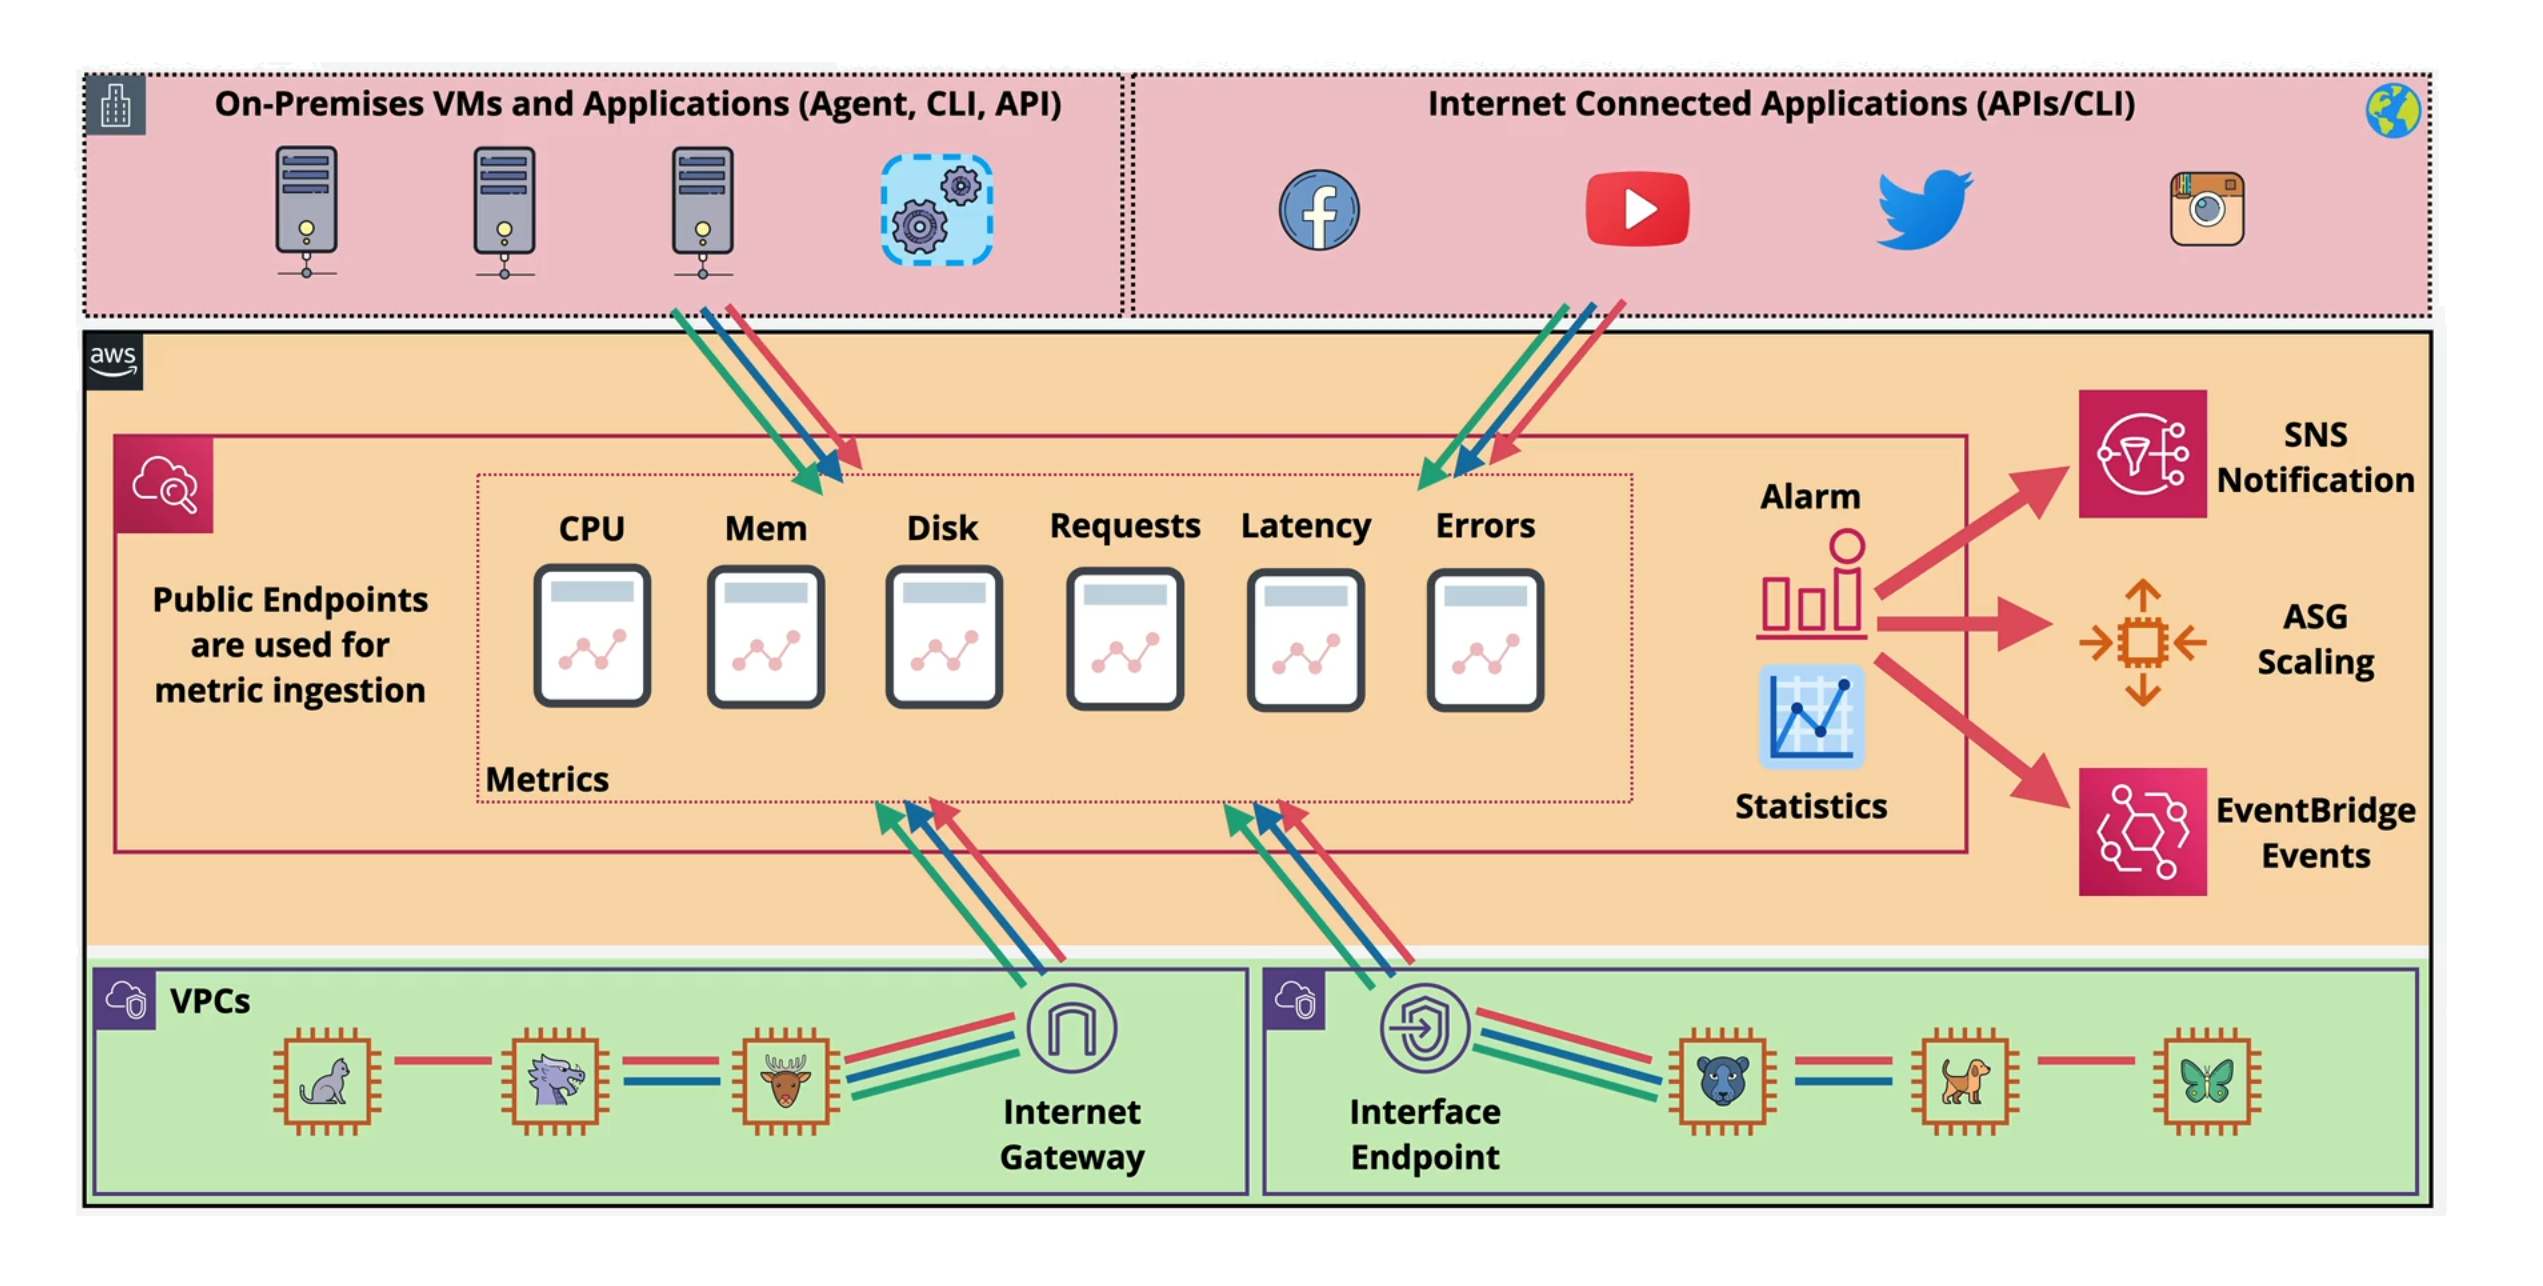 On-Premises VMs and Applications (Agent, CLI, API)
Internet Connected Applications (APIs/CLI)
aws
Public Endpoints
are used for
metric ingestion
CPU
Mem
Disk
Requests
Latency
Errors
Metrics
Alarm
Statistics
SNS
Notification
ASG
Scaling
EventBridge
Events
VPCs
Internet
Gateway
Interface
Endpoint